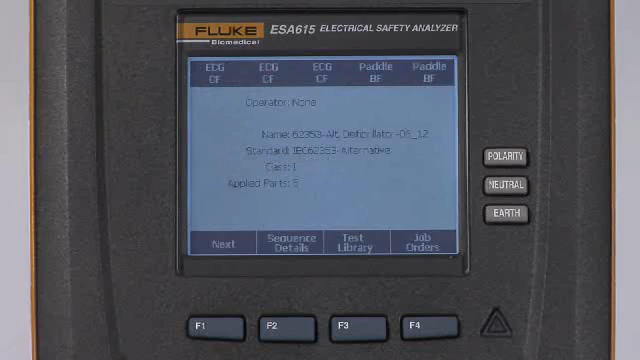 FLUKE
Biomedical
ESA615 ELECTRICAL SAFETY ANALYZER
ECG ECG ECG Paddle Paddle
CF CF CF BF BF
Operator: None
Name: 62353-Alt, Defibrillator -05_12
Standard: IEC62353-Alternative
Class: I
Applied Parts: 5
POLARITY
NEUTRAL
EARTH
Next Sequence Details Test Library Job Orders
F1 F2 F3 F4